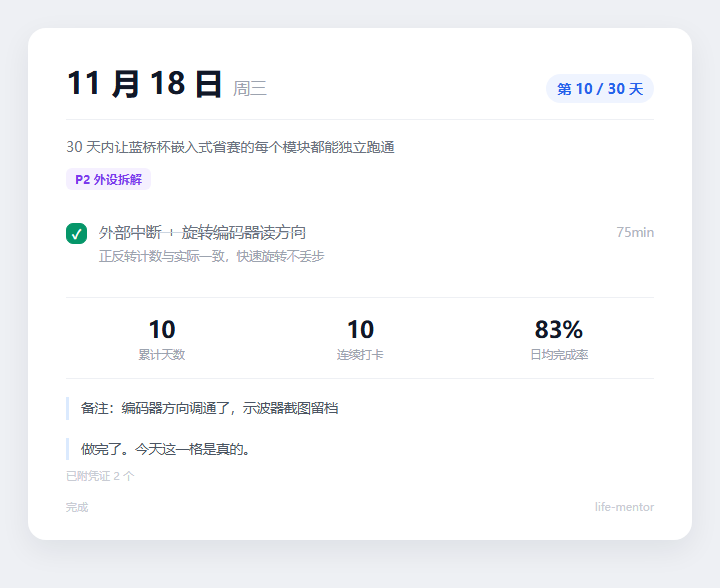 11 月 18 日 周三
第 10 / 30 天
30 天内让蓝桥杯嵌入式省赛的每个模块都能独立跑通
P2 外设拆解
外部中断 + 旋转编码器读方向 75min
正反转计数与实际一致，快速旋转不丢步
10 10 83%
累计天数 连续打卡 日均完成率
备注：编码器方向调通了，示波器截图留档
做完了。今天这一格是真的。
已附凭证 2 个
完成 life-mentor